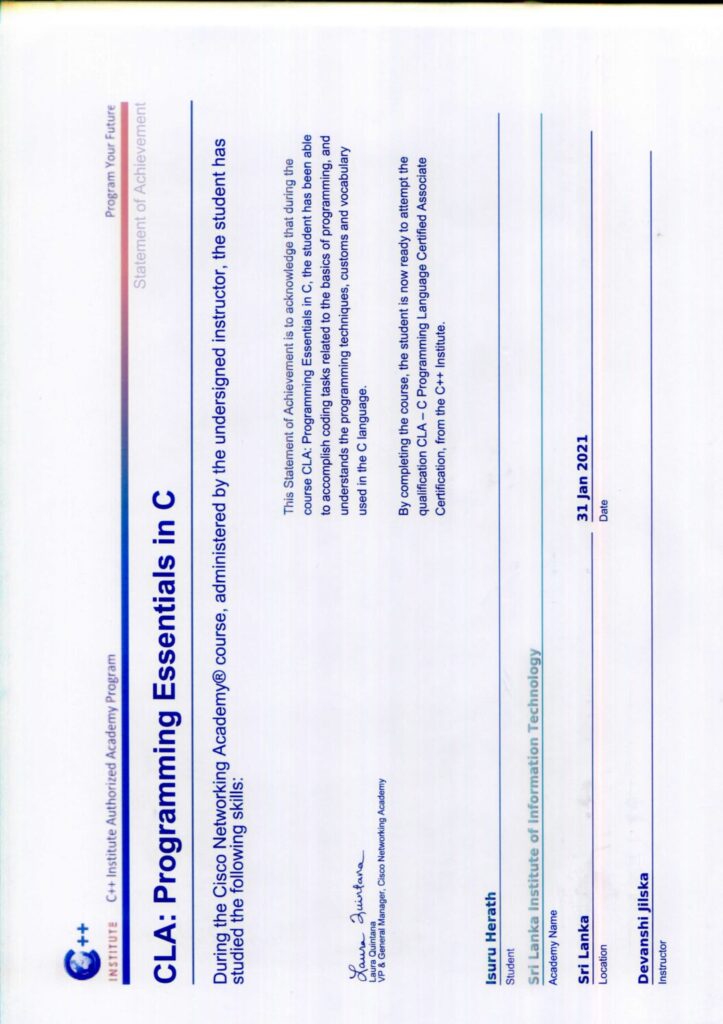 C++
INSTITUTE
C++ Institute Authorized Academy Program
Program Your Future
Statement of Achievement
CLA: Programming Essentials in C
During the Cisco Networking Academy® course, administered by the undersigned instructor, the student has
studied the following skills:
This Statement of Achievement is to acknowledge that during the
course CLA: Programming Essentials in C, the student has been able
to accomplish coding tasks related to the basics of programming, and
understands the programming techniques, customs and vocabulary
used in the C language.
By completing the course, the student is now ready to attempt the
qualification CLA – C Programming Language Certified Associate
Certification, from the C++ Institute.
Laura Quintana
Laura Quintana
VP & General Manager, Cisco Networking Academy
Isuru Herath
Student
Sri Lanka Institute of Information Technology
Academy Name
Sri Lanka
Location
31 Jan 2021
Date
Devanshi Jilska
Instructor